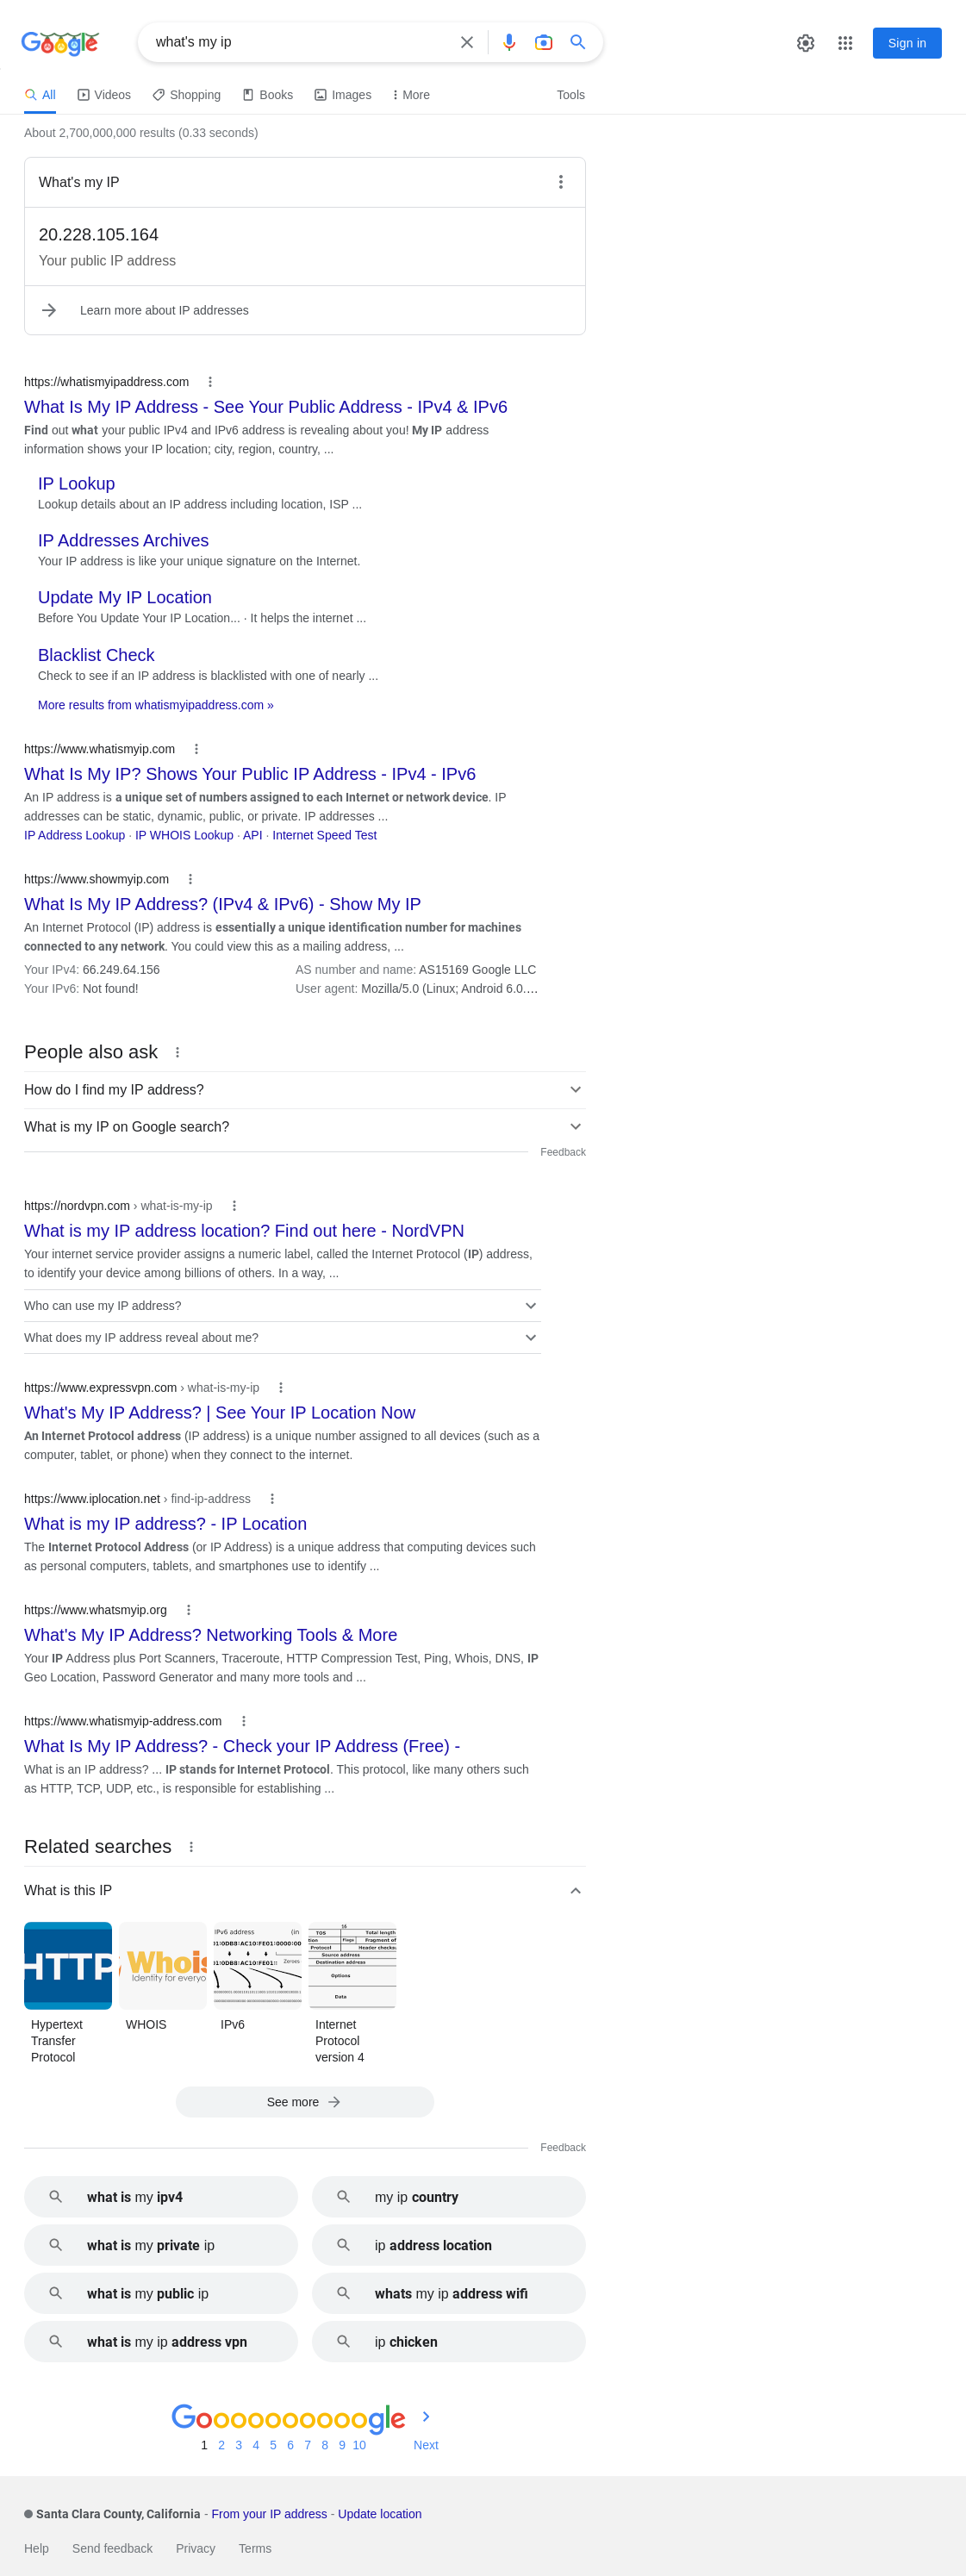 Google
what's my ip
Sign in
All
Videos
Shopping
Books
Images
More
Tools
About 2,700,000,000 results (0.33 seconds)
What's my IP
20.228.105.164
Your public IP address
Learn more about IP addresses
https://whatismyipaddress.com
What Is My IP Address - See Your Public Address - IPv4 & IPv6
Find out what your public IPv4 and IPv6 address is revealing about you! My IP address
information shows your IP location; city, region, country, ...
IP Lookup
Lookup details about an IP address including location, ISP ...
IP Addresses Archives
Your IP address is like your unique signature on the Internet.
Update My IP Location
Before You Update Your IP Location... · It helps the internet ...
Blacklist Check
Check to see if an IP address is blacklisted with one of nearly ...
More results from whatismyipaddress.com »
https://www.whatismyip.com
What Is My IP? Shows Your Public IP Address - IPv4 - IPv6
An IP address is a unique set of numbers assigned to each Internet or network device. IP
addresses can be static, dynamic, public, or private. IP addresses ...
IP Address Lookup · IP WHOIS Lookup · API · Internet Speed Test
https://www.showmyip.com
What Is My IP Address? (IPv4 & IPv6) - Show My IP
An Internet Protocol (IP) address is essentially a unique identification number for machines
connected to any network. You could view this as a mailing address, ...
Your IPv4: 66.249.64.156
AS number and name: AS15169 Google LLC
Your IPv6: Not found!
User agent: Mozilla/5.0 (Linux; Android 6.0....
People also ask
How do I find my IP address?
What is my IP on Google search?
Feedback
https://nordvpn.com › what-is-my-ip
What is my IP address location? Find out here - NordVPN
Your internet service provider assigns a numeric label, called the Internet Protocol (IP) address,
to identify your device among billions of others. In a way, ...
Who can use my IP address?
What does my IP address reveal about me?
https://www.expressvpn.com › what-is-my-ip
What's My IP Address? | See Your IP Location Now
An Internet Protocol address (IP address) is a unique number assigned to all devices (such as a
computer, tablet, or phone) when they connect to the internet.
https://www.iplocation.net › find-ip-address
What is my IP address? - IP Location
The Internet Protocol Address (or IP Address) is a unique address that computing devices such
as personal computers, tablets, and smartphones use to identify ...
https://www.whatsmyip.org
What's My IP Address? Networking Tools & More
Your IP Address plus Port Scanners, Traceroute, HTTP Compression Test, Ping, Whois, DNS, IP
Geo Location, Password Generator and many more tools and ...
https://www.whatismyip-address.com
What Is My IP Address? - Check your IP Address (Free) -
What is an IP address? ... IP stands for Internet Protocol. This protocol, like many others such
as HTTP, TCP, UDP, etc., is responsible for establishing ...
Related searches
What is this IP
HTTP
Whois
Identity for everyo
IPv6 address (in
Zeroes
16
TOS Total length
Flags Fragment of
Protocol Header checksu
Source address
Destination address
Options
Data
Hypertext
Transfer
Protocol
WHOIS
IPv6
Internet
Protocol
version 4
See more
Feedback
what is my ipv4
my ip country
what is my private ip
ip address location
what is my public ip
whats my ip address wifi
what is my ip address vpn
ip chicken
Goooooooooogle
1 2 3 4 5 6 7 8 9 10 Next
Santa Clara County, California - From your IP address - Update location
Help Send feedback Privacy Terms